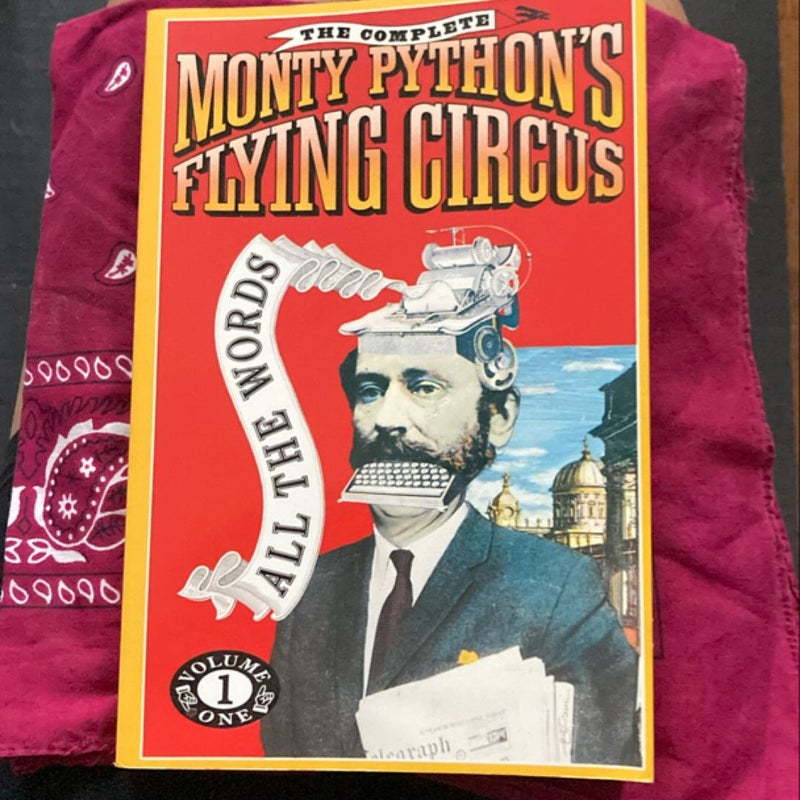 THE COMPLETE
MONTY PYTHON'S
FLYING CIRCUS
ALL THE WORDS
VOLUME
1
ONE
Telegraph